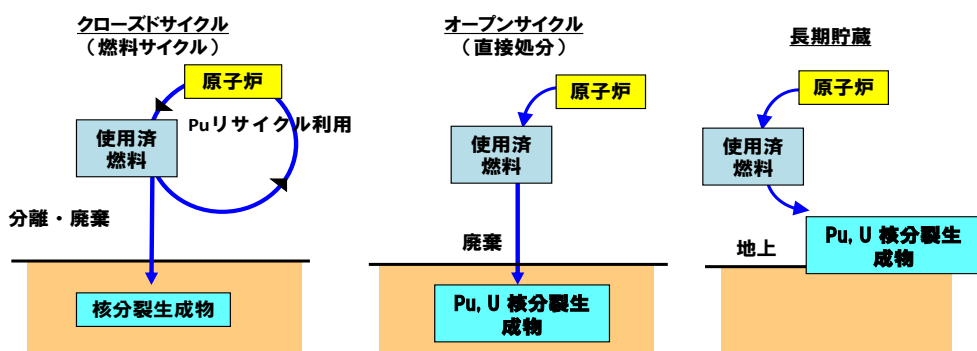 クローズドサイクル
（燃料サイクル）
原子炉
Puリサイクル利用
使用済
燃料
分離・廃棄
核分裂生成物
オープンサイクル
（直接処分）
原子炉
使用済
燃料
廃棄
Pu, U 核分裂生
成物
長期貯蔵
原子炉
使用済
燃料
地上
Pu, U 核分裂生
成物